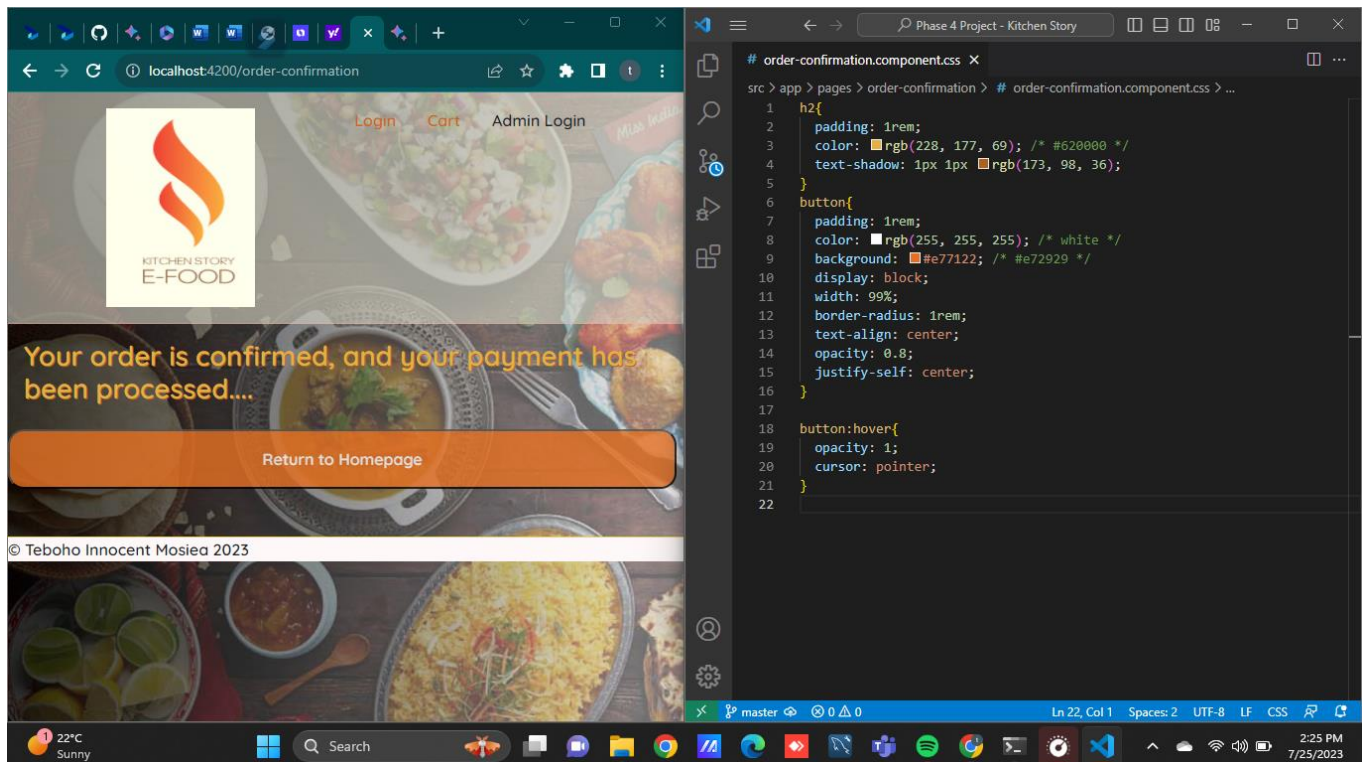 localhost:4200/order-confirmation
Login Cart Admin Login
KITCHEN STORY
E-FOOD
Your order is confirmed, and your payment has
been processed....
Return to Homepage
© Teboho Innocent Mosiea 2023
Phase 4 Project - Kitchen Story
# order-confirmation.component.css
src > app > pages > order-confirmation > # order-confirmation.component.css > ...
1 h2{
2 padding: 1rem;
3 color: rgb(228, 177, 69); /* #620000 */
4 text-shadow: 1px 1px rgb(173, 98, 36);
5 }
6 button{
7 padding: 1rem;
8 color: rgb(255, 255, 255); /* white */
9 background: #e77122; /* #e72929 */
10 display: block;
11 width: 99%;
12 border-radius: 1rem;
13 text-align: center;
14 opacity: 0.8;
15 justify-self: center;
16 }
17
18 button:hover{
19 opacity: 1;
20 cursor: pointer;
21 }
22
master 0 0 Ln 22, Col 1 Spaces: 2 UTF-8 LF CSS
1 22°C
Sunny
Search
2:25 PM
7/25/2023